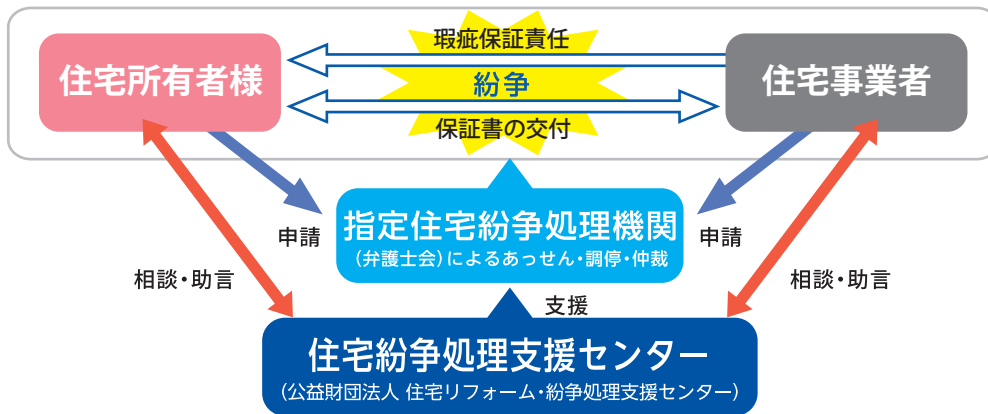 瑕疵保証責任
住宅所有者様
紛争
住宅事業者
保証書の交付
指定住宅紛争処理機関
（弁護士会）によるあっせん・調停・仲裁
申請
申請
相談・助言
相談・助言
支援
住宅紛争処理支援センター
（公益財団法人 住宅リフォーム・紛争処理支援センター）